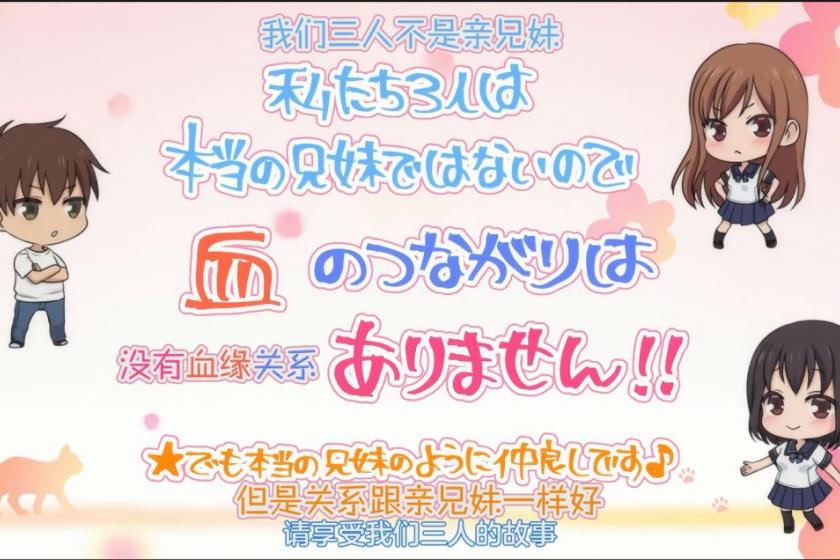 我们三人不是亲兄妹
私たち3人は
本当の兄妹ではないので
血のつながりは
没有血缘关系
ありません!!
★でも本当の兄妹のように仲良しです♪
但是关系跟亲兄妹一样好
请享受我们三人的故事